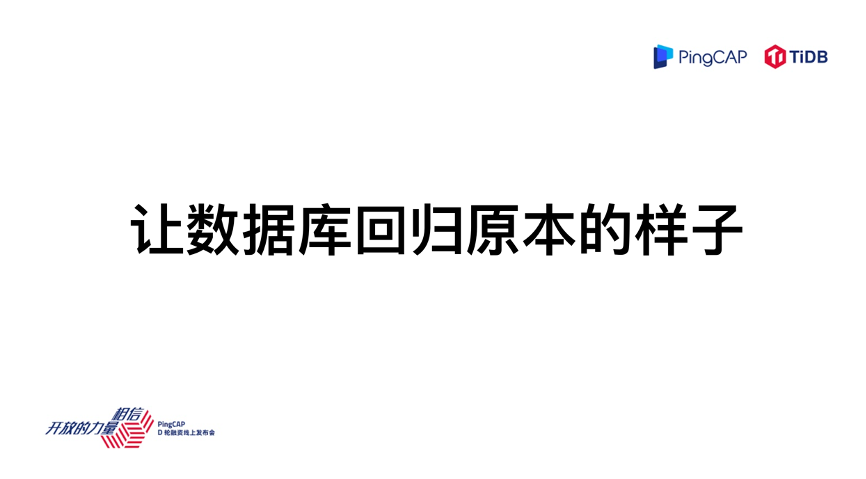 PingCAP TiDB
让数据库回归原本的样子
相信
开放的力量
PingCAP
D 轮融资线上发布会